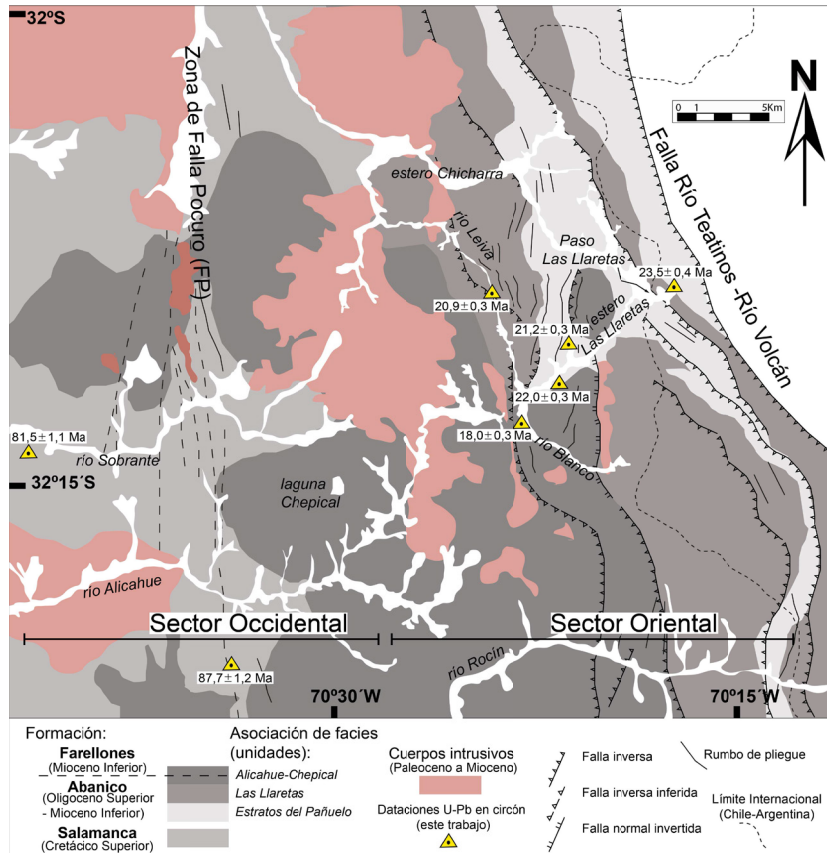 32ºS
Zona de Falla Pocuro (FP)
N
0 1 5Km
Falla Río Teatinos -Río Volcán
estero Chicharra
río Leiva
Paso
Las Llaretas
23,5±0,4 Ma
20,9±0,3 Ma
21,2±0,3 Ma
estero
Las Llaretas
22,0±0,3 Ma
18,0±0,3 Ma
río Blanco
81,5±1,1 Ma
río Sobrante
32º15´S
laguna
Chepical
río Alicahue
Sector Occidental
Sector Oriental
87,7±1,2 Ma
río Rocín
70º30´W
70º15´W
Formación:
Farellones
(Mioceno Inferior)
Abanico
(Oligoceno Superior
- Mioceno Inferior)
Salamanca
(Cretácico Superior)
Asociación de facies
(unidades):
Alicahue-Chepical
Las Llaretas
Estratos del Pañuelo
Cuerpos intrusivos
(Paleoceno a Mioceno)
Dataciones U-Pb en circón
(este trabajo)
Falla inversa
Falla inversa inferida
Falla normal invertida
Rumbo de pliegue
Límite Internacional
(Chile-Argentina)